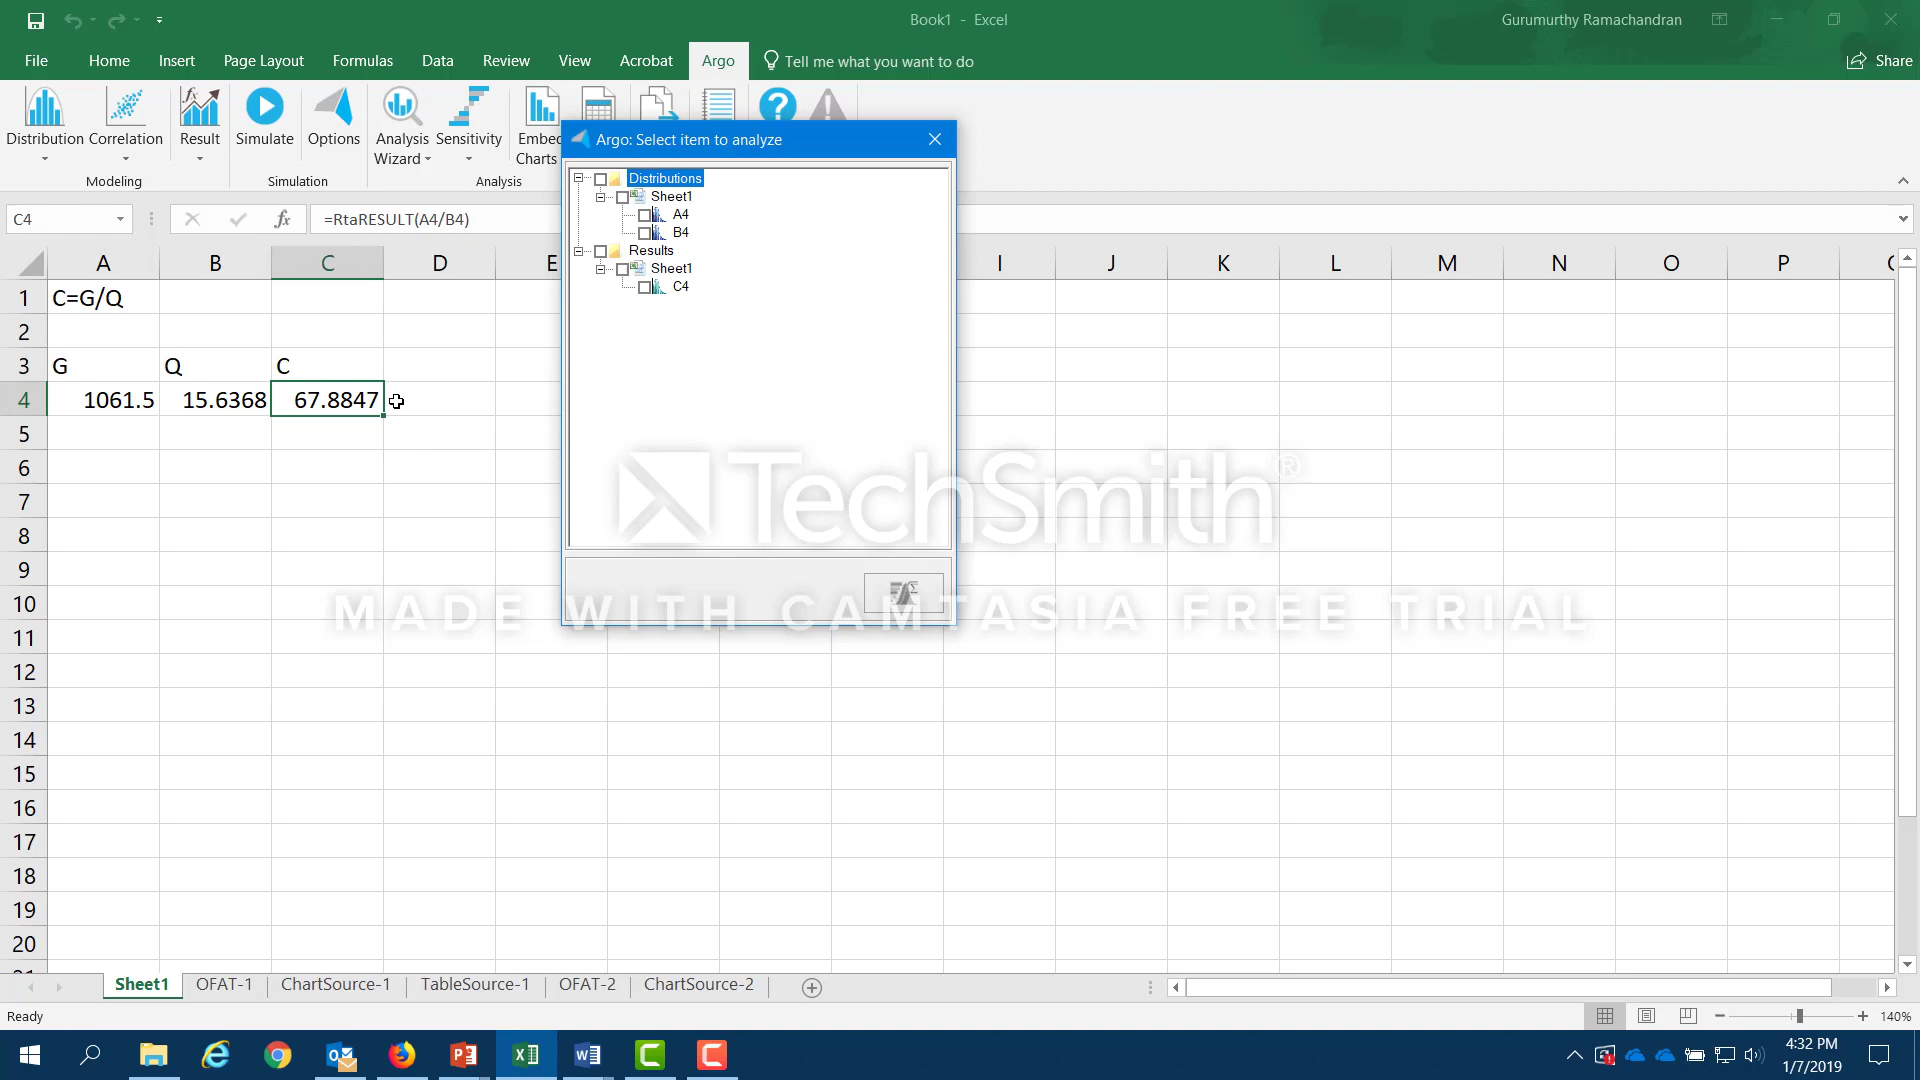 Book1 - Excel
Gurumurthy Ramachandran
File Home Insert Page Layout Formulas Data Review View Acrobat Argo Tell me what you want to do Share
Distribution Correlation Result Simulate Options Analysis Wizard Sensitivity Embed Charts
Modeling Simulation Analysis
Argo: Select item to analyze
Distributions
Sheet1
A4
B4
Results
Sheet1
C4
C4 fx =RtaRESULT(A4/B4)
A B C D E I J K L M N O P
1 C=G/Q
2
3 G Q C
4 1061.5 15.6368 67.8847
5
6
7
8
9
10
11
12
13
14
15
16
17
18
19
20
TechSmith®
MADE WITH CAMTASIA FREE TRIAL
Sheet1 OFAT-1 ChartSource-1 TableSource-1 OFAT-2 ChartSource-2
Ready
140%
4:32 PM
1/7/2019